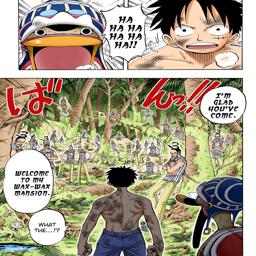 HA HA
HA HA HA
HA HA
HA!!
ばんっ!!
I'M
GLAD
YOU'VE
COME.
WELCOME
TO MY
WAX-WAX
MANSION.
WHAT
THE...!?